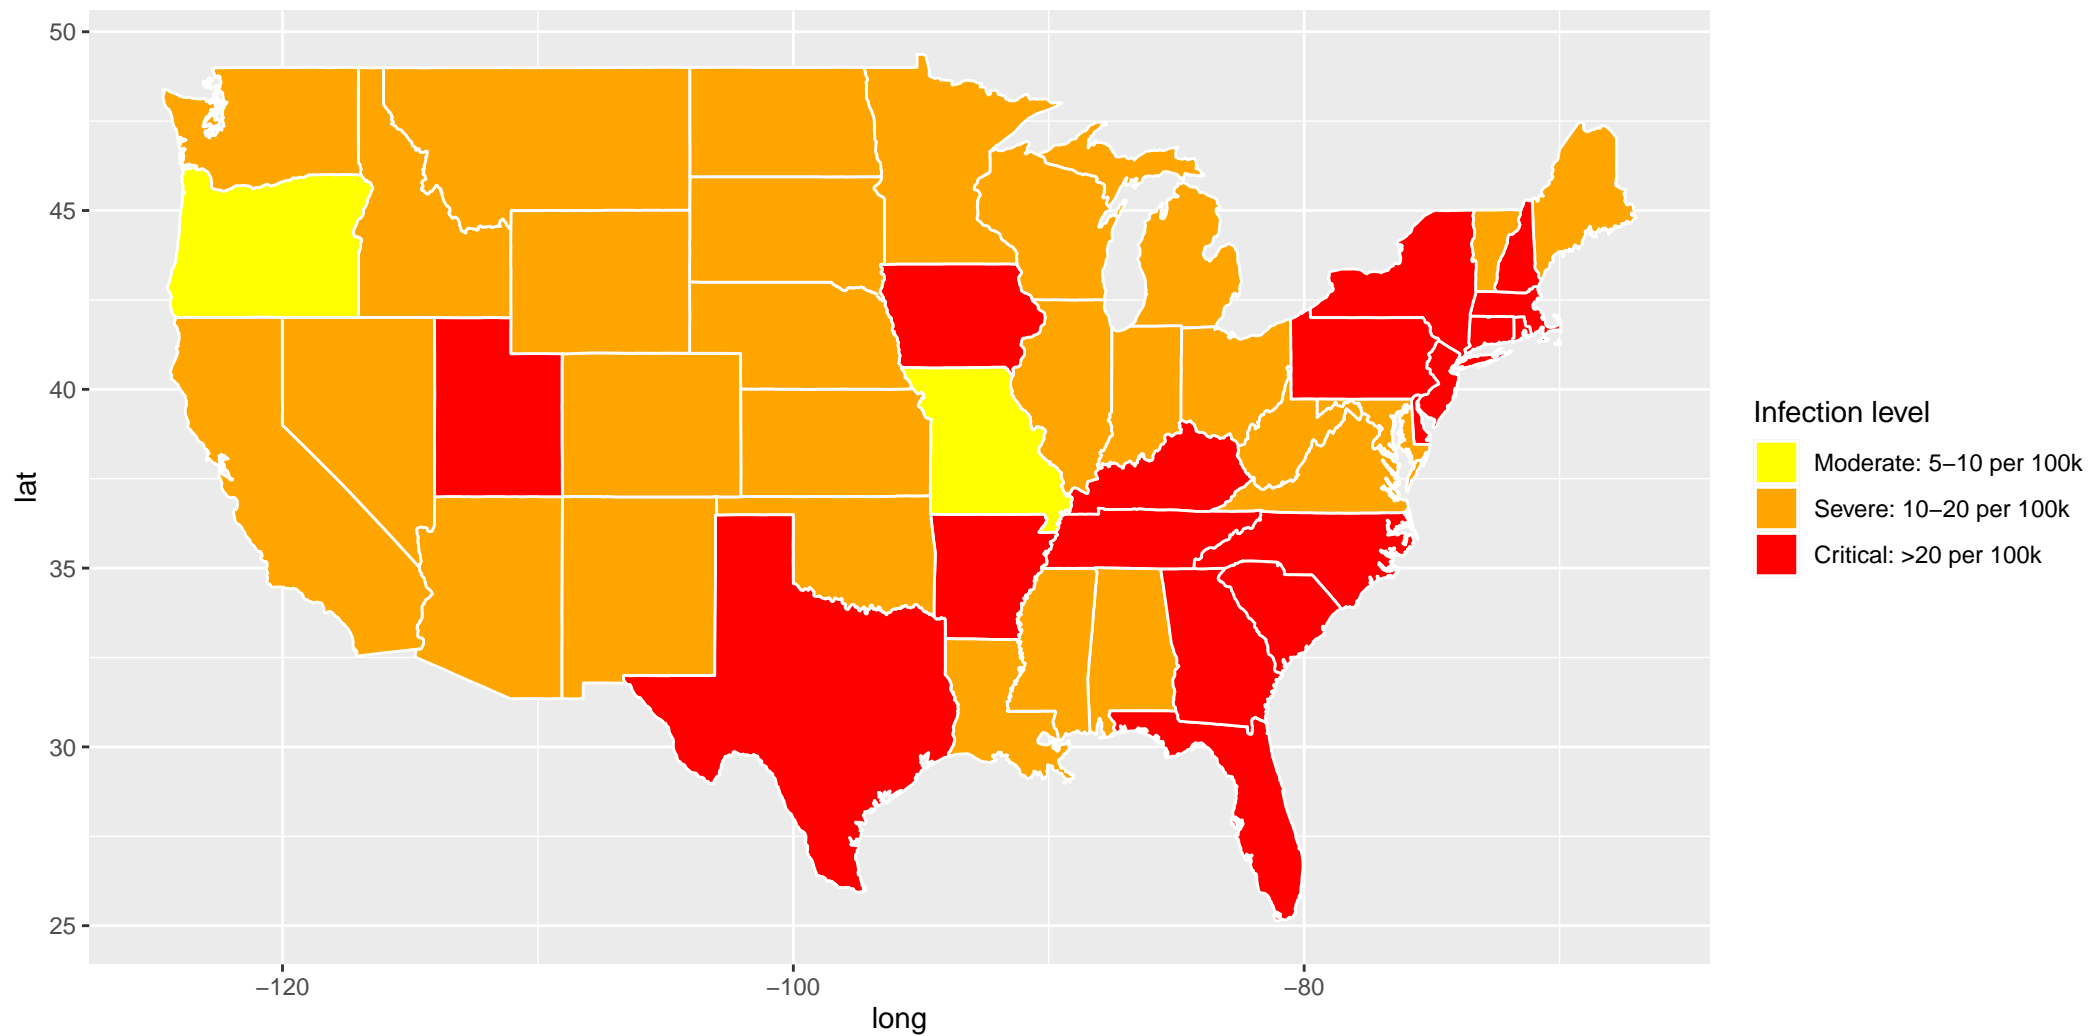 50
45
40
35
30
25
lat
−120
−100
−80
long
Infection level
Moderate: 5−10 per 100k
Severe: 10−20 per 100k
Critical: >20 per 100k